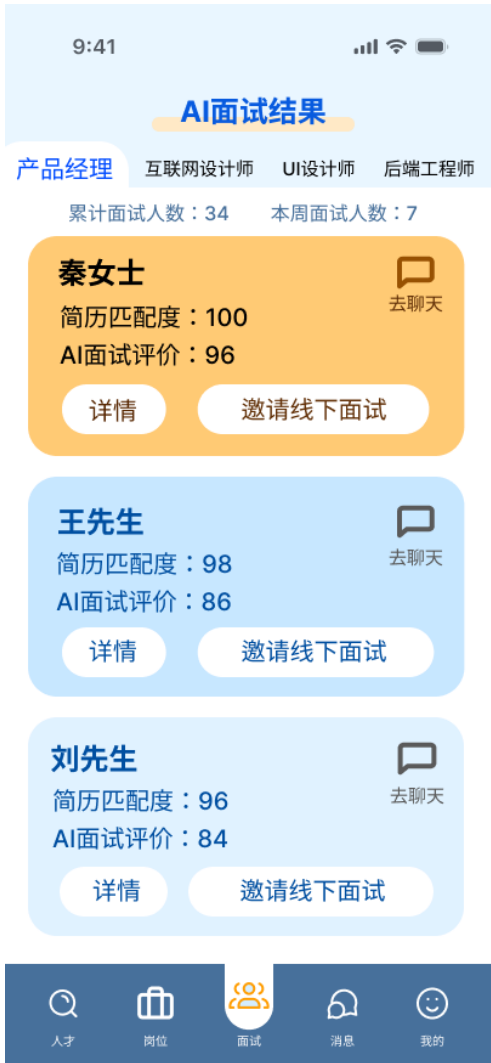 9:41
AI面试结果
产品经理 互联网设计师 UI设计师 后端工程师
累计面试人数：34 本周面试人数：7
秦女士
去聊天
简历匹配度：100
AI面试评价：96
详情 邀请线下面试
王先生
去聊天
简历匹配度：98
AI面试评价：86
详情 邀请线下面试
刘先生
去聊天
简历匹配度：96
AI面试评价：84
详情 邀请线下面试
人才 岗位 面试 消息 我的